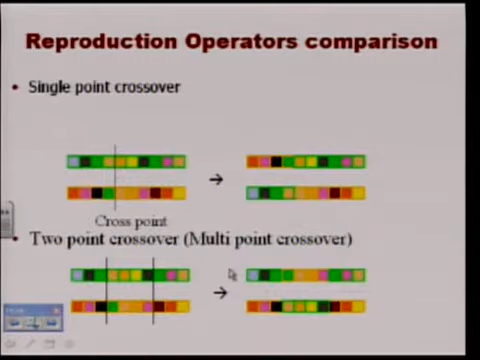 Reproduction Operators comparison
• Single point crossover
Cross point
• Two point crossover (Multi point crossover)